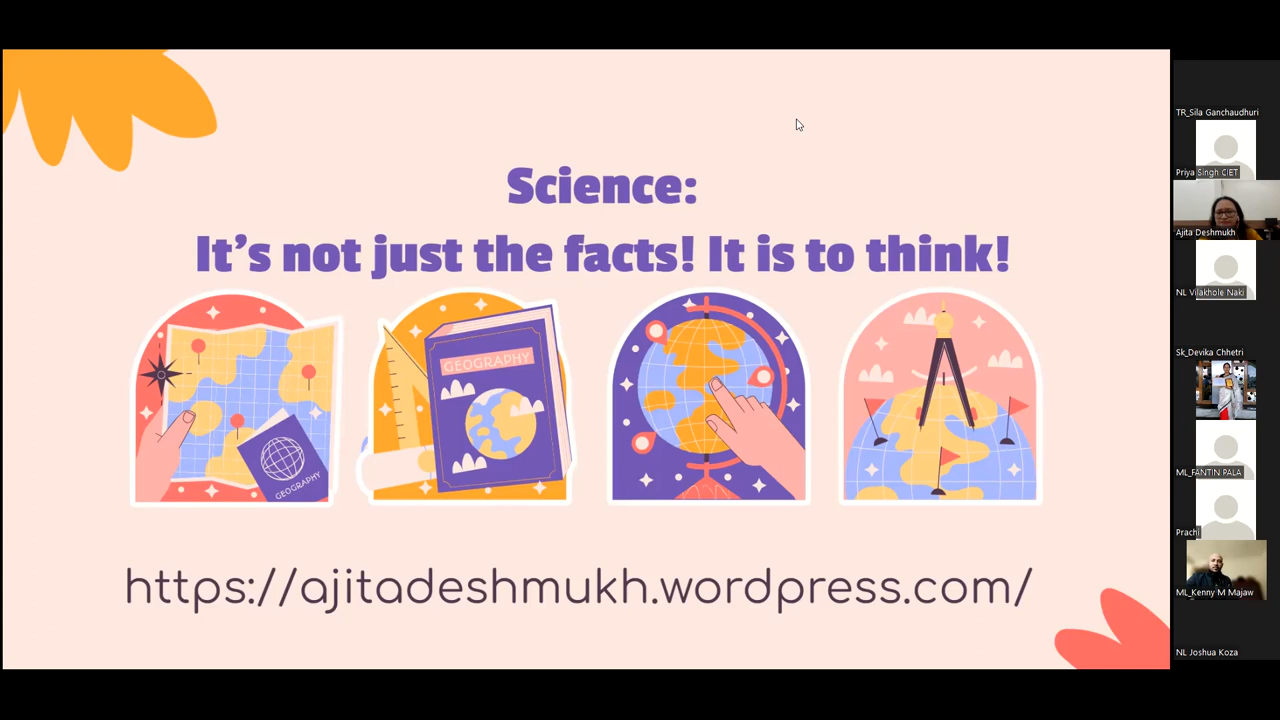 Science:
It's not just the facts! It is to think!
GEOGRAPHY
GEOGRAPHY
https://ajitadeshmukh.wordpress.com/
TR_Sila Ganchaudhuri
Priya Singh CIET
Ajita Deshmukh
NL Vilakhole Naki
Sk_Devika Chhetri
ML_FANTIN PALA
Prachi
ML_Kenny M Majaw
NL Joshua Koza